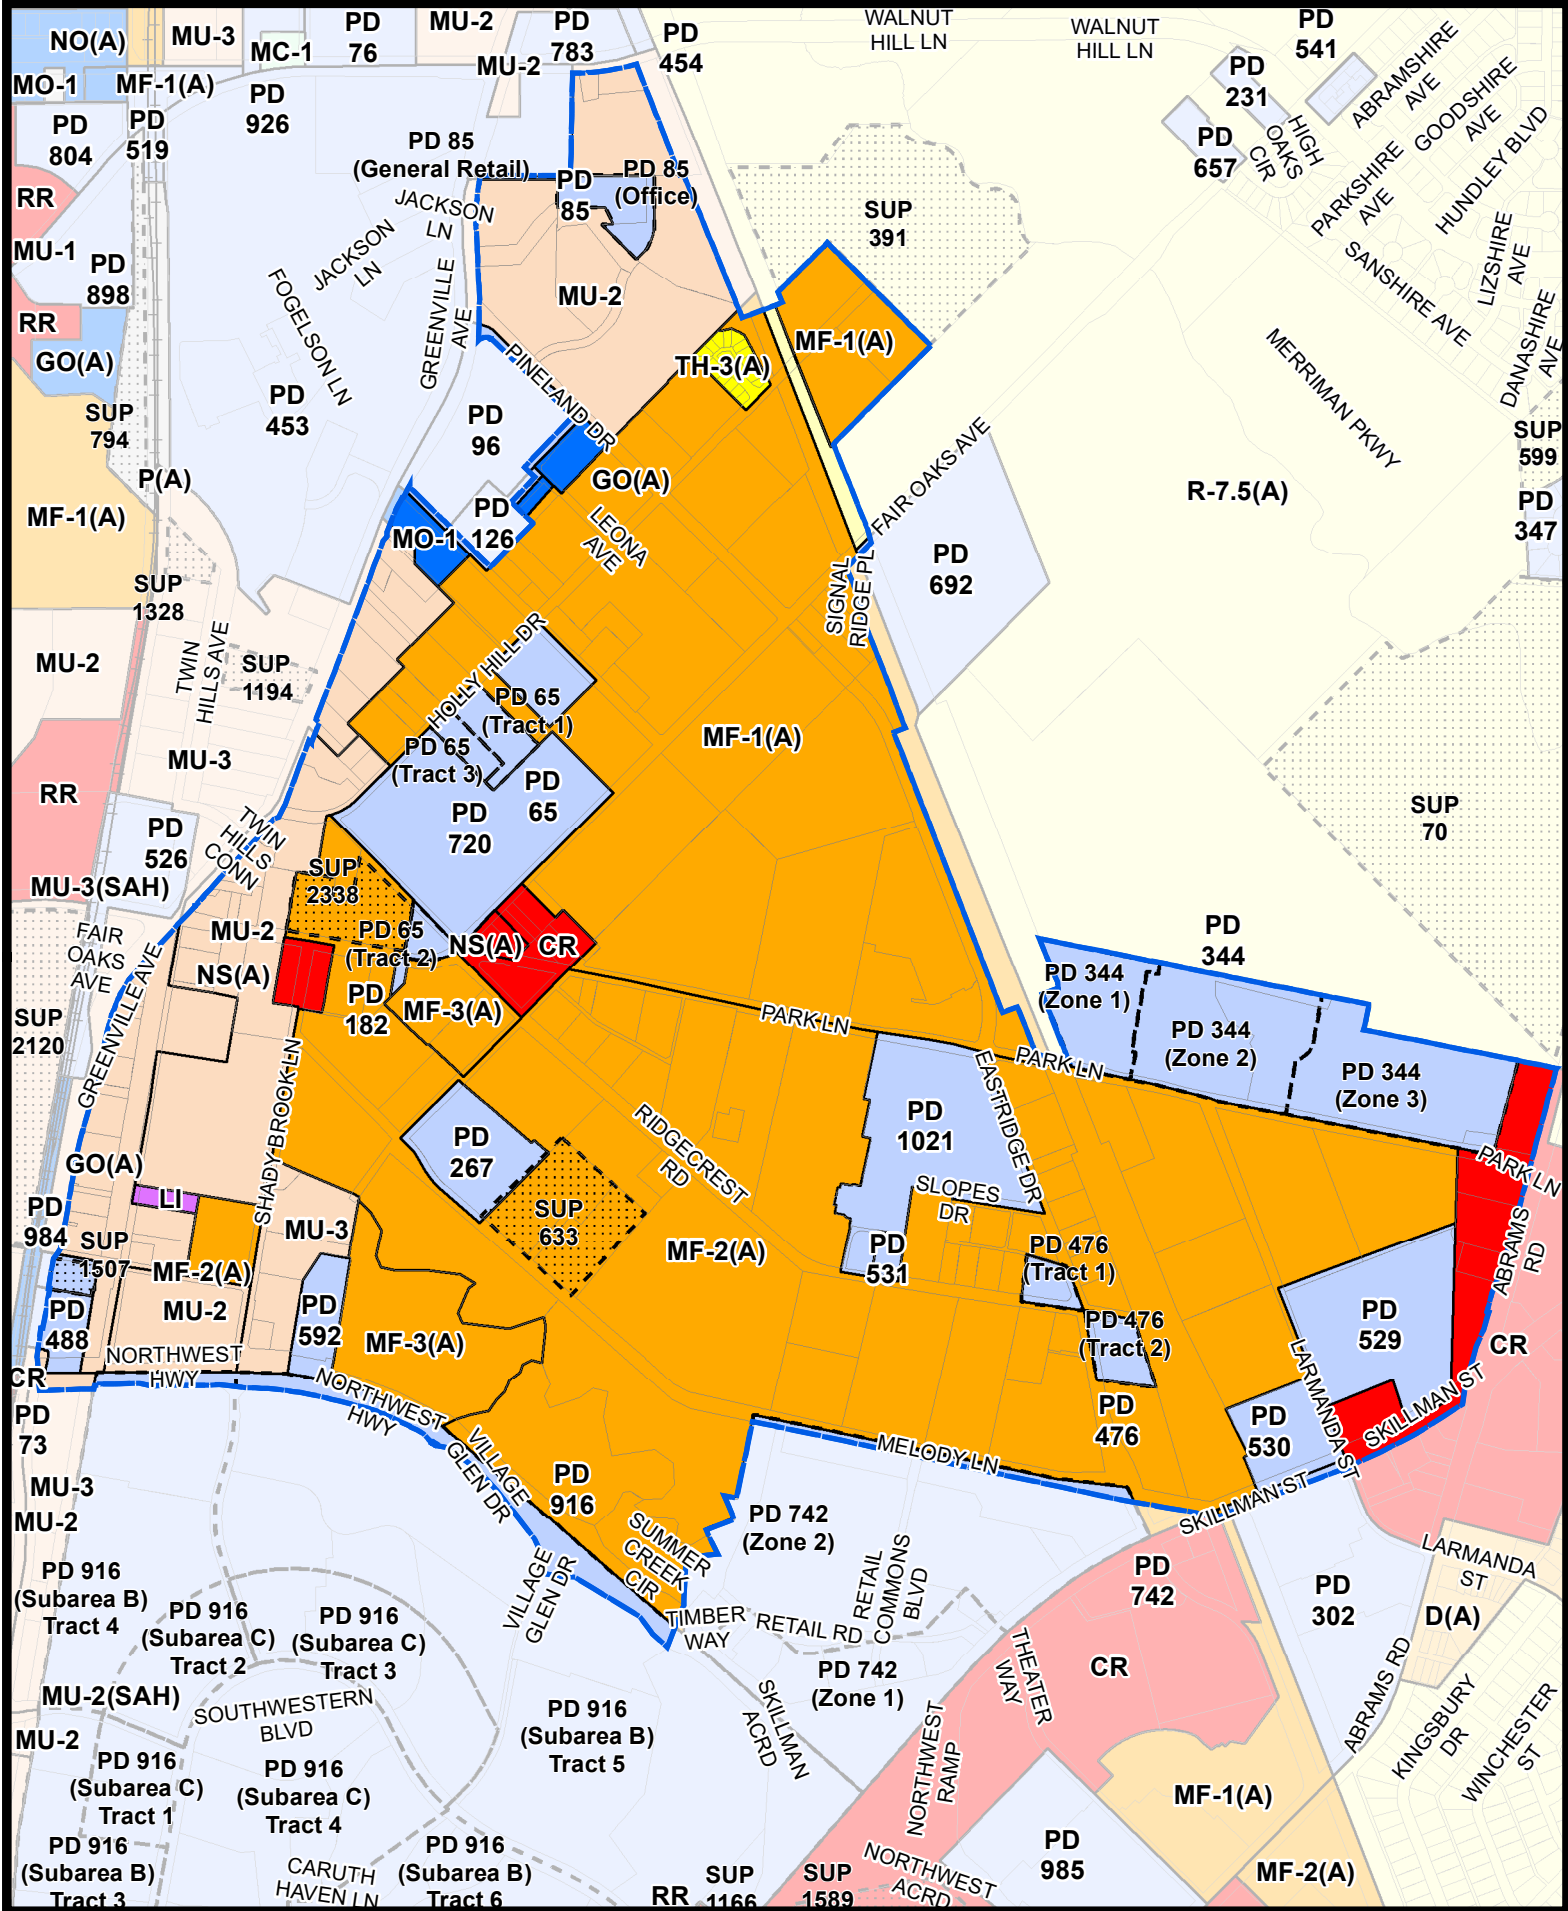 NO(A)
MU-3
MC-1
PD
76
MU-2
PD
783
MU-2
PD
454
WALNUT
HILL LN
WALNUT
HILL LN
PD
541
MO-1
MF-1(A)
PD
926
PD
804
PD
519
PD 85
(General Retail)
PD
85
PD 85
(Office)
PD
231
PD
657
HIGH
OAKS
CIR
ABRAMSHIRE
AVE
GOODSHIRE
AVE
PARKSHIRE
AVE
HUNDLEY BLVD
LIZSHIRE
AVE
SANSHIRE AVE
DANASHIRE
AVE
RR
MU-1
PD
898
RR
GO(A)
JACKSON
LN
JACKSON
LN
FOGELSON LN
GREENVILLE
AVE
SUP
391
MU-2
MF-1(A)
TH-3(A)
PINELAND DR
MERRIMAN PKWY
SUP
794
PD
453
PD
96
P(A)
MF-1(A)
GO(A)
FAIR OAKS AVE
R-7.5(A)
SUP
599
PD
347
MO-1
PD
126
LEONA
AVE
PD
692
SIGNAL
RIDGE PL
SUP
1328
MU-2
TWIN
HILLS AVE
SUP
1194
HOLLY HILL DR
PD 65
(Tract 1)
PD 65
(Tract 3)
PD
65
MF-1(A)
MU-3
RR
PD
720
SUP
70
PD
526
TWIN
HILLS
CONN
MU-3(SAH)
SUP
2338
FAIR
OAKS
AVE
MU-2
PD 65
(Tract 2)
NS(A)
CR
NS(A)
PD
182
MF-3(A)
PD
344
PD 344
(Zone 1)
PD 344
(Zone 2)
PD 344
(Zone 3)
SUP
2120
GREENVILLE AVE
PARK LN
PARK LN
EASTRIDGE DR
PD
1021
PD
267
RIDGECREST
RD
SHADY BROOK LN
GO(A)
LI
PD
984
SUP
1507
MF-2(A)
MU-3
SUP
633
MF-2(A)
SLOPES
DR
PD
531
PD 476
(Tract 1)
PARK LN
ABRAMS
RD
PD
488
MU-2
PD
592
MF-3(A)
PD 476
(Tract 2)
PD
529
CR
NORTHWEST
HWY
CR
NORTHWEST
HWY
LARMANDA ST
SKILLMAN ST
PD
73
PD
476
PD
530
VILLAGE
GLEN DR
MELODY LN
MU-3
MU-2
PD
916
PD 742
(Zone 2)
SKILLMAN ST
SUMMER
CREEK
CIR
RETAIL
COMMONS
BLVD
LARMANDA
ST
PD
742
PD 916
(Subarea B)
Tract 4
PD 916
(Subarea C)
Tract 2
PD 916
(Subarea C)
Tract 3
VILLAGE
GLEN DR
TIMBER
WAY
RETAIL RD
PD
302
D(A)
THEATER
WAY
CR
PD 742
(Zone 1)
MU-2(SAH)
SOUTHWESTERN
BLVD
MU-2
PD 916
(Subarea B)
Tract 5
SKILLMAN
ACRD
NORTHWEST
RAMP
ABRAMS RD
KINGSBURY
DR
WINCHESTER
ST
PD 916
(Subarea C)
Tract 1
PD 916
(Subarea C)
Tract 4
MF-1(A)
PD 916
(Subarea B)
Tract 3
CARUTH
HAVEN LN
PD 916
(Subarea B)
Tract 6
RR
SUP
1166
SUP
1589
NORTHWEST
ACRD
PD
985
MF-2(A)